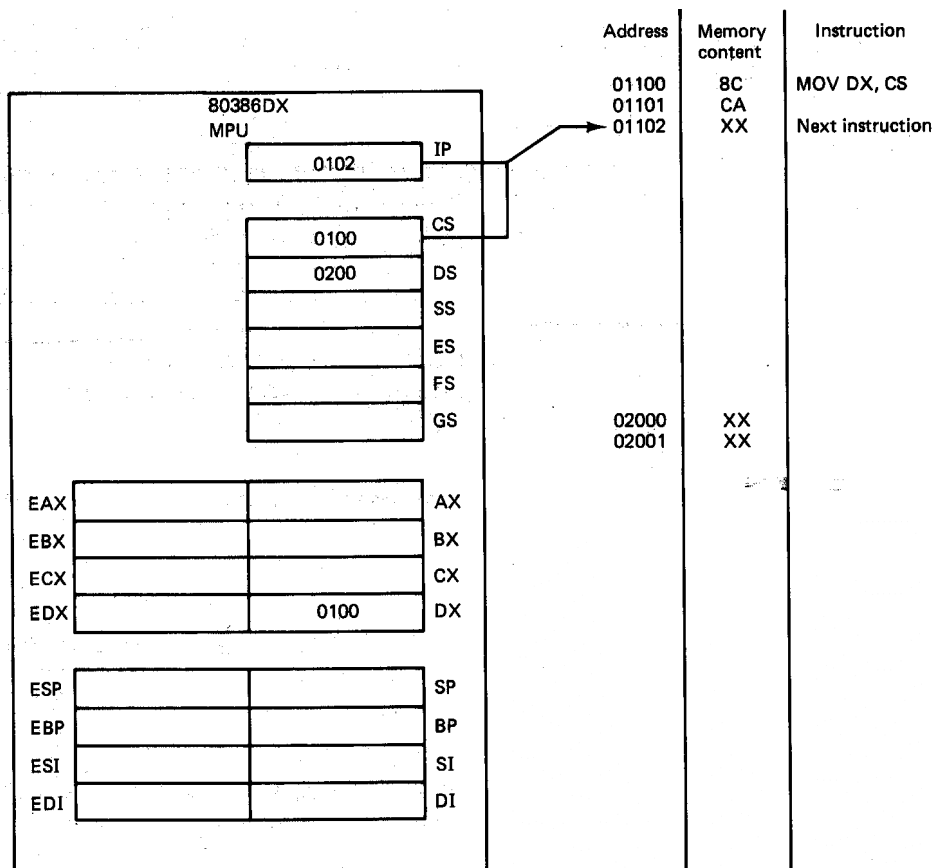 Address Memory content Instruction
01100 8C MOV DX, CS
01101 CA
01102 XX Next instruction
80386DX
MPU
0102 IP
0100 CS
0200 DS
SS
ES
FS
GS
02000 XX
02001 XX
EAX AX
EBX BX
ECX CX
EDX 0100 DX
ESP SP
EBP BP
ESI SI
EDI DI